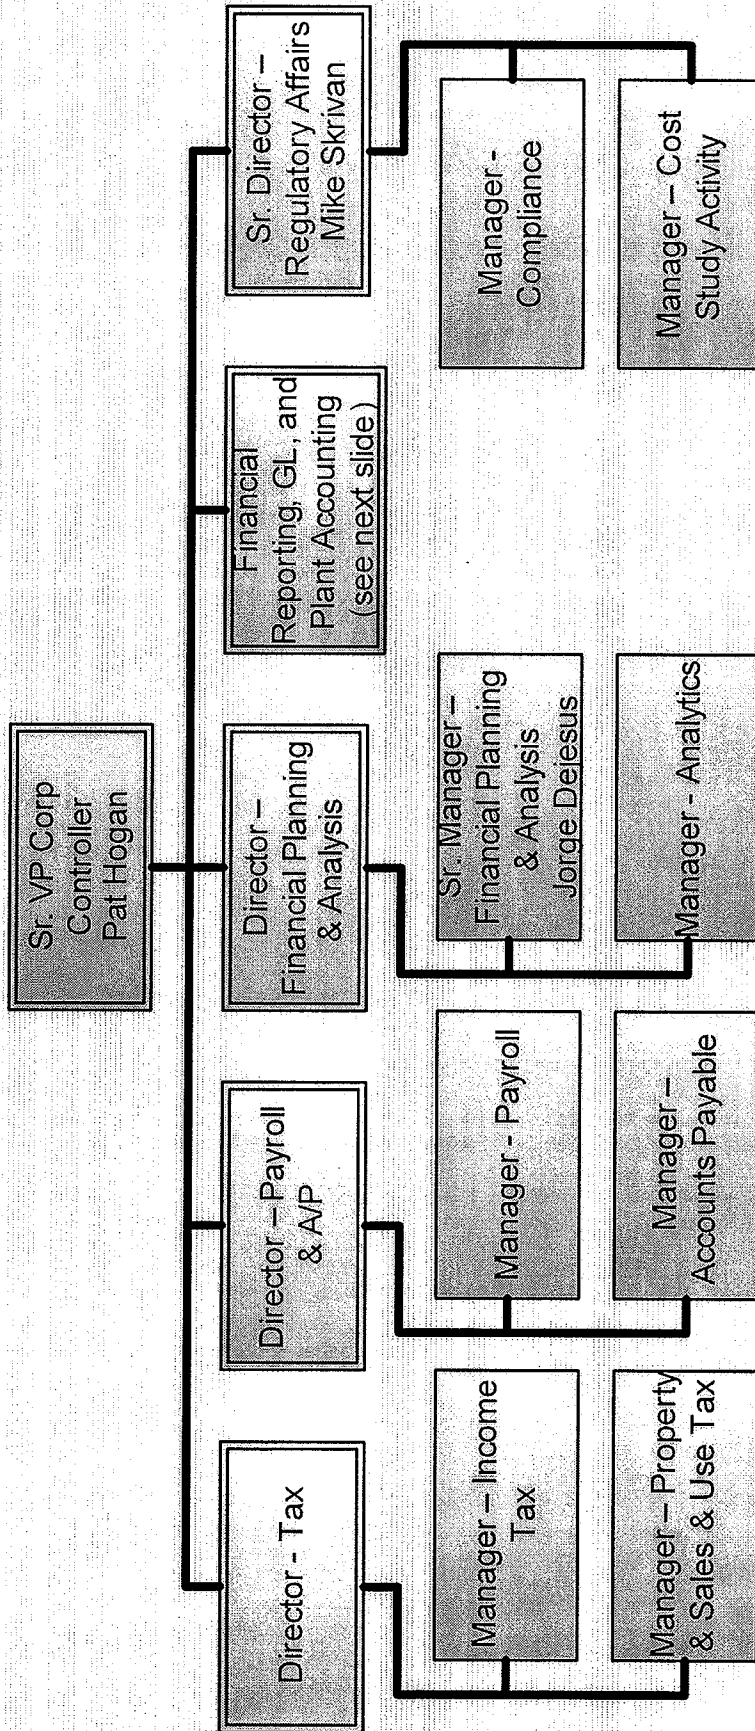 Sr. VP Corp
Controller
Pat Hogan
Director - Tax
Director – Payroll
& A/P
Director –
Financial Planning
& Analysis
Financial
Reporting, GL, and
Plant Accounting
(see next slide)
Sr. Director –
Regulatory Affairs
Mike Skrivan
Manager – Income
Tax
Manager - Payroll
Sr. Manager –
Financial Planning
& Analysis
Jorge Dejesus
Manager -
Compliance
Manager – Property
& Sales & Use Tax
Manager –
Accounts Payable
Manager - Analytics
Manager – Cost
Study Activity